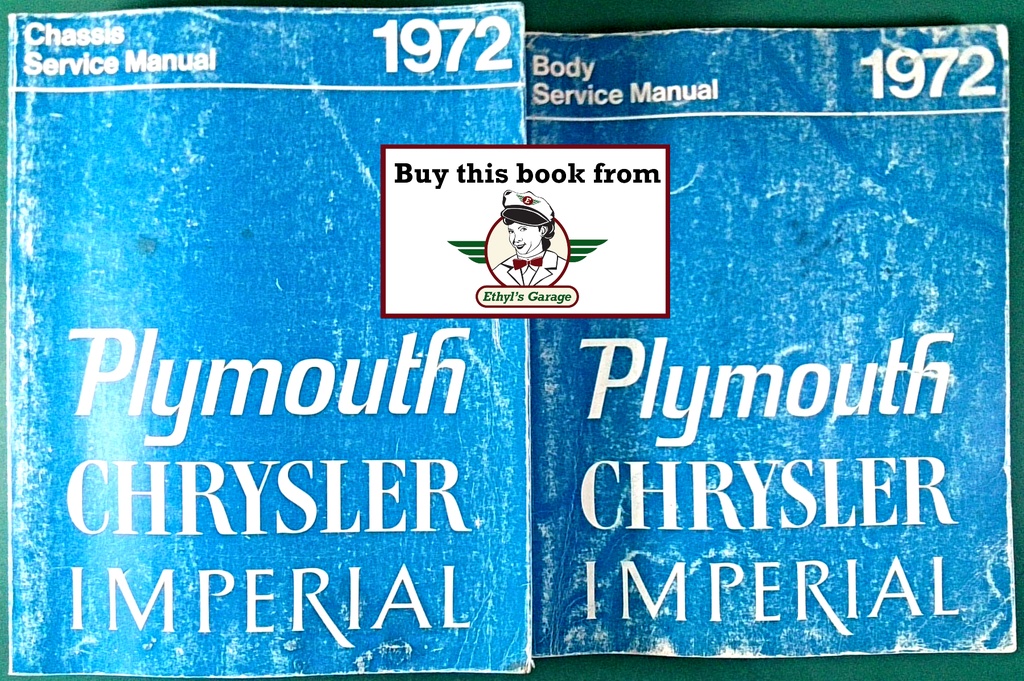 Chassis
Service Manual
1972
Plymouth
CHRYSLER
IMPERIAL
Body
Service Manual
1972
Plymouth
CHRYSLER
IMPERIAL
Buy this book from
E
Ethyl's Garage